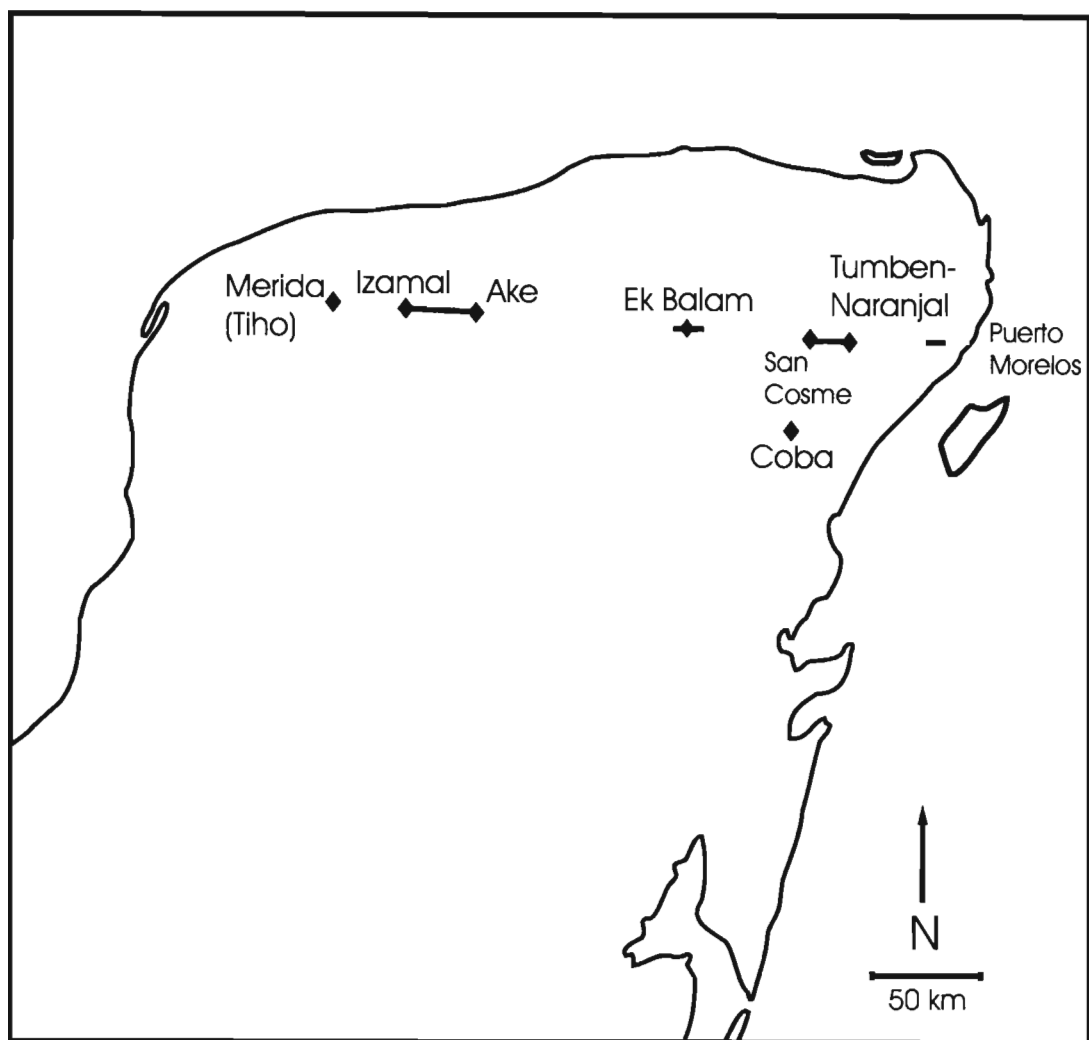 Merida
(Tiho)
Izamal
Ake
Ek Balam
Tumben-
Naranjal
San
Cosme
Puerto
Morelos
Coba
N
50 km